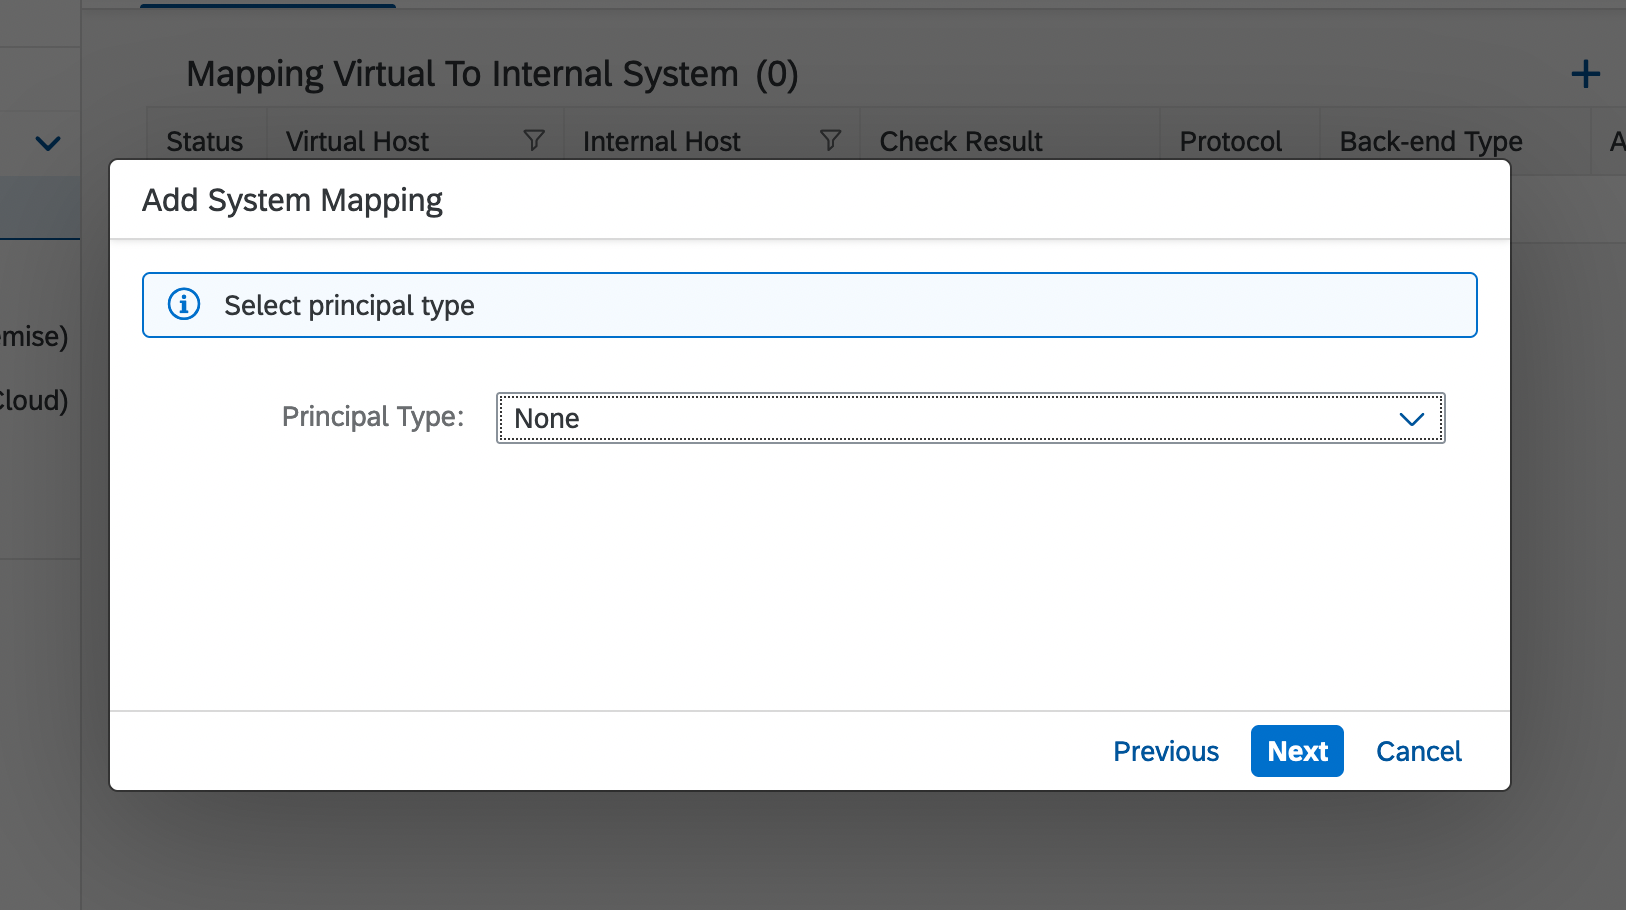 Mapping Virtual To Internal System (0)
Status Virtual Host Internal Host Check Result Protocol Back-end Type
Add System Mapping
Select principal type
mise)
Cloud)
Principal Type: None
Previous Next Cancel